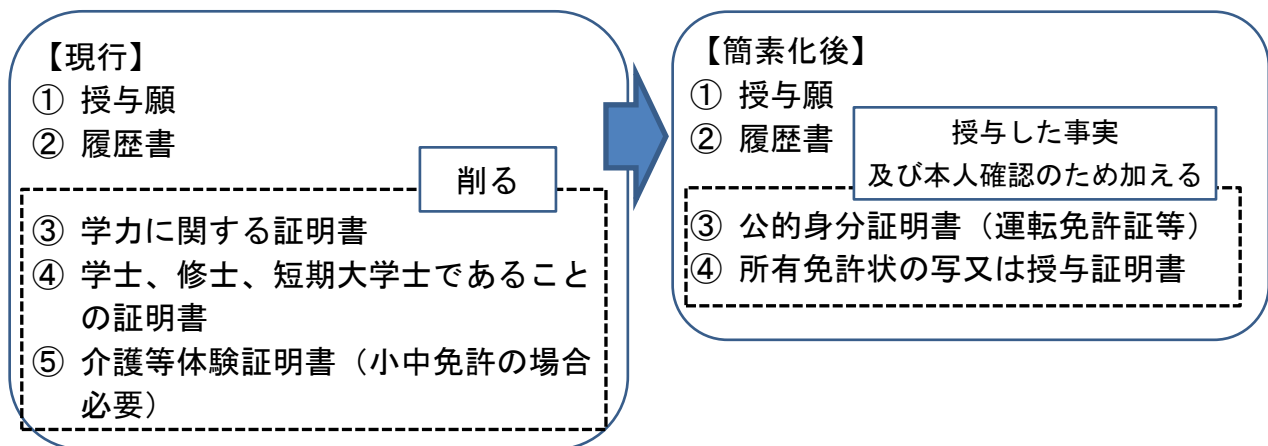 【現行】
① 授与願
② 履歴書
削る
③ 学力に関する証明書
④ 学士、修士、短期大学士であること
の証明書
⑤ 介護等体験証明書（小中免許の場合
必要）
【簡素化後】
① 授与願
② 履歴書
授与した事実
及び本人確認のため加える
③ 公的身分証明書（運転免許証等）
④ 所有免許状の写又は授与証明書